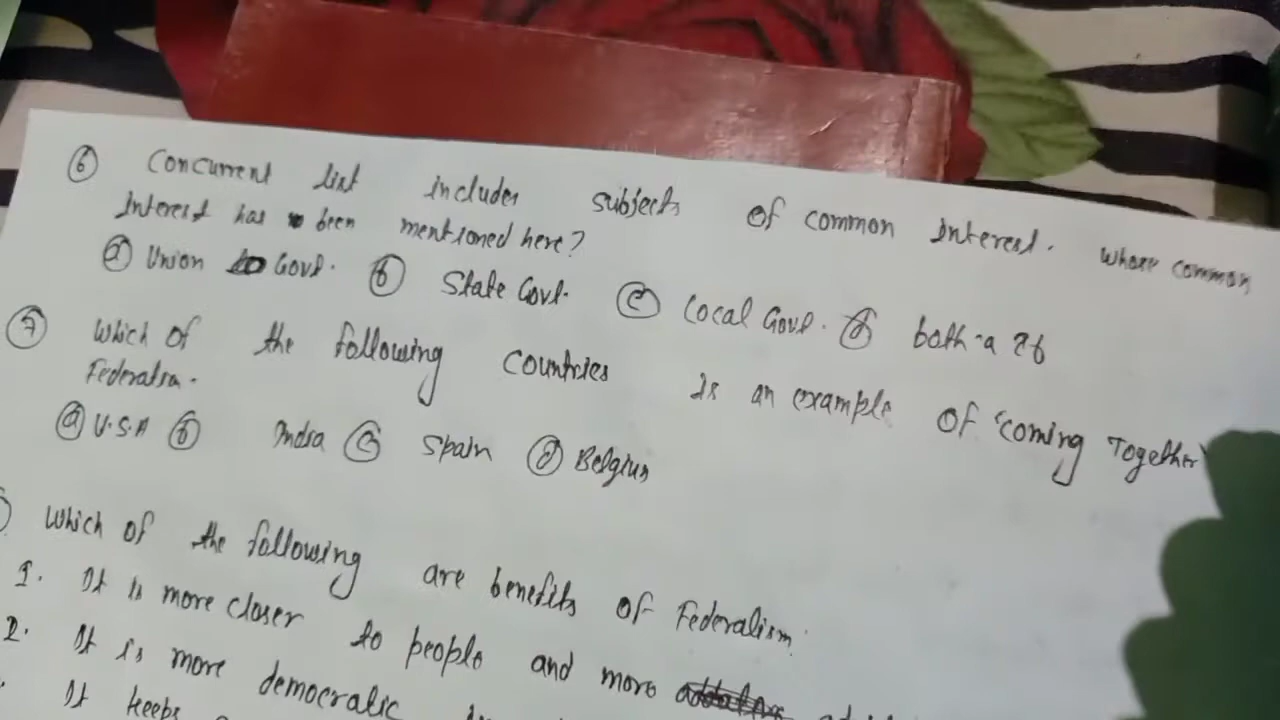 ⑥ Concurrent list includes subjects of common Interest. whose common
Interest has been mentioned here?
ⓐ Union Govt. ⓑ State Govt. ⓒ Local Govt. ⓓ both a & b
⑦ Which of the following countries is an example of 'coming Together'
ⓐ U.S.A ⓑ India ⓒ Spain ⓓ Belgium
Which of the following are benefits of Federalism.
1. It is more closer to people and more
2. It is more democratic
It keeps